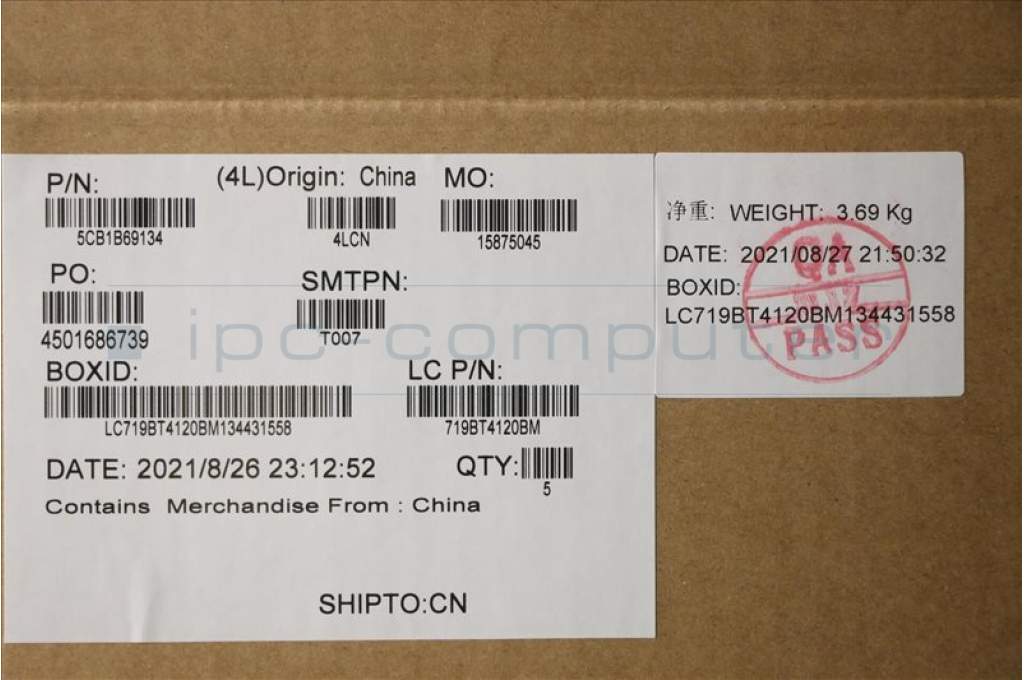 P/N: (4L)Origin: China MO:
5CB1B69134 4LCN 15875045
PO: SMTPN:
4501686739 T007
BOXID: LC P/N:
LC719BT4120BM134431558 719BT4120BM
DATE: 2021/8/26 23:12:52 QTY:
5
Contains Merchandise From : China
SHIPTO:CN
净重: WEIGHT: 3.69 Kg
DATE: 2021/08/27 21:50:32
BOXID:
LC719BT4120BM134431558
QA
PASS
ipc-computer